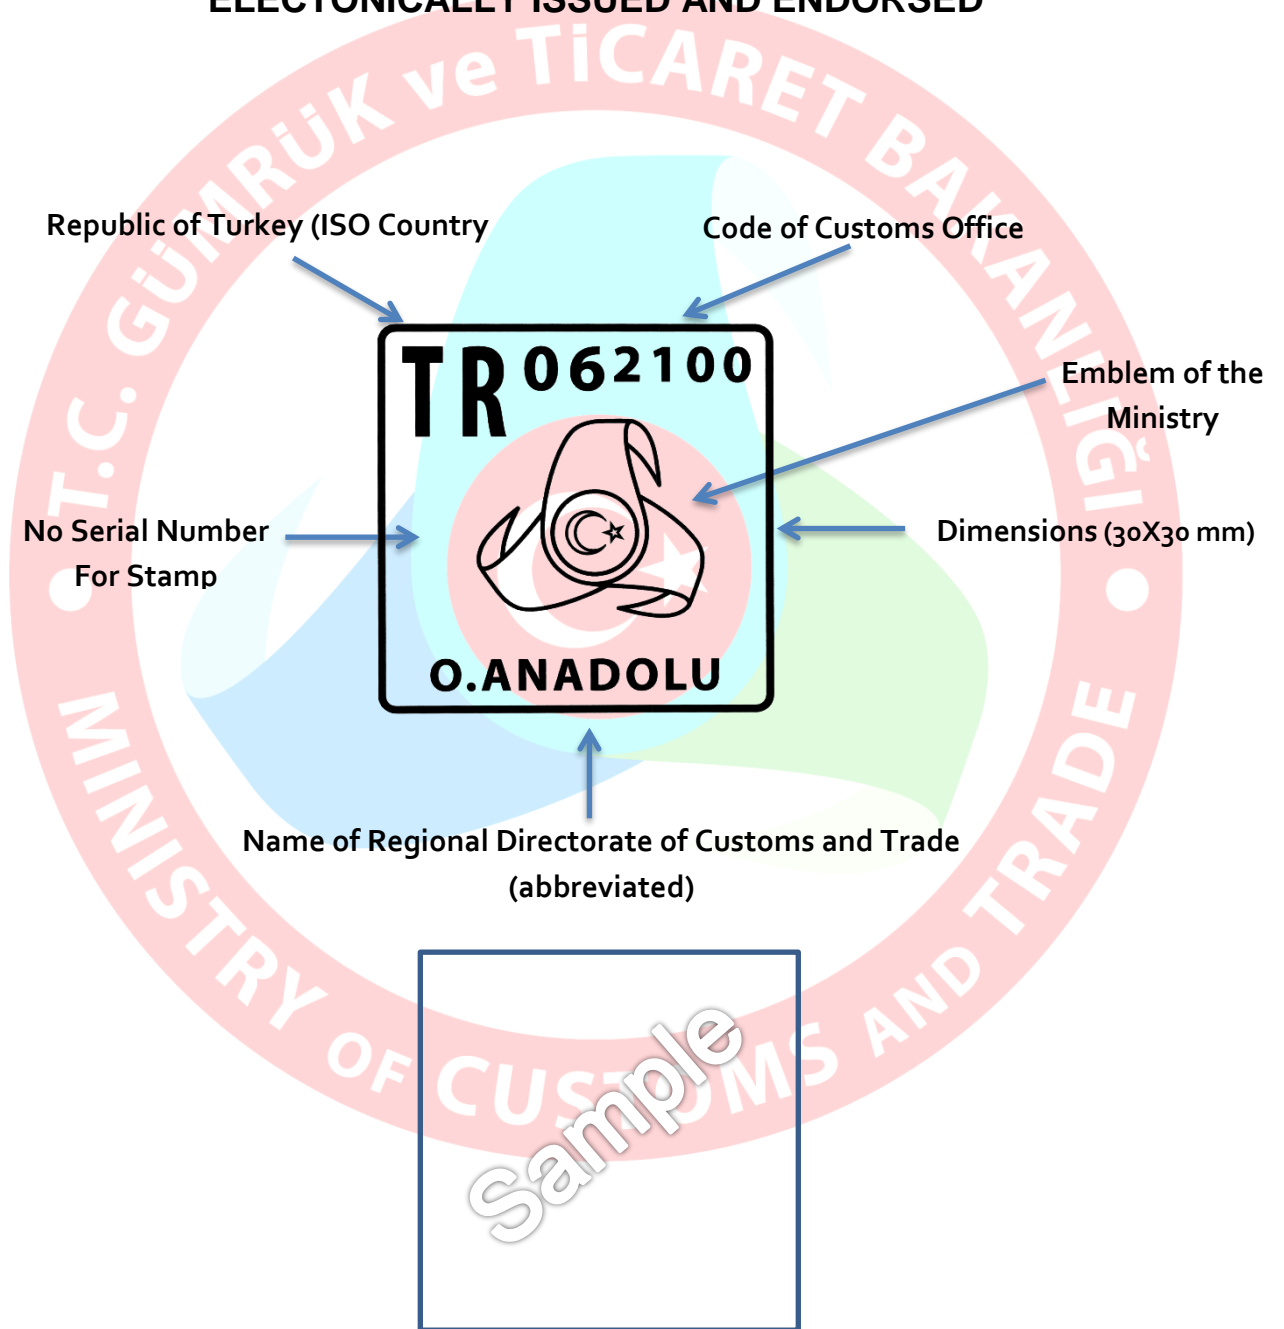 ELECTONICALLY ISSUED AND ENDORSED
T.C. GÜMRÜK ve TİCARET BAKANLIĞI
Republic of Turkey (ISO Country
Code of Customs Office
TR 062100
Emblem of the
Ministry
No Serial Number
For Stamp
Dimensions (30X30 mm)
O.ANADOLU
Name of Regional Directorate of Customs and Trade
(abbreviated)
MINISTRY OF CUSTOMS AND TRADE
Sample